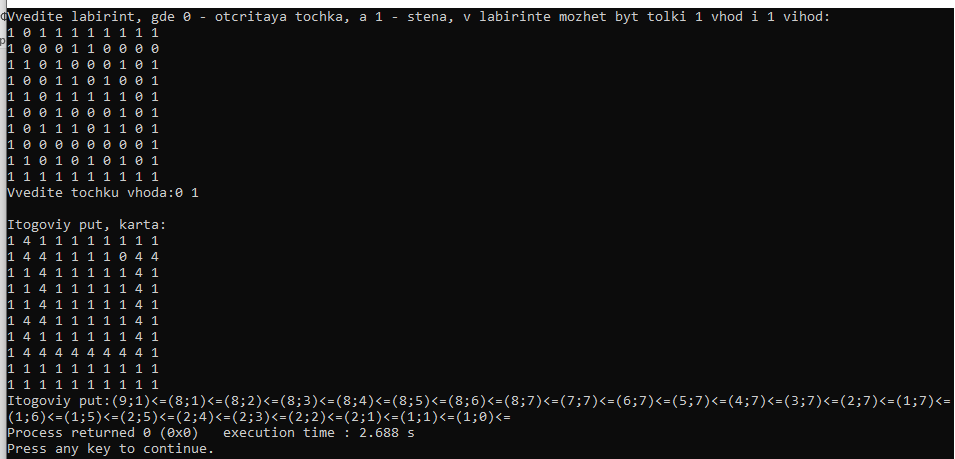 Vvedite labirint, gde 0 - otcritaya tochka, a 1 - stena, v labirinte mozhet byt tolki 1 vhod i 1 vihod:
1 0 1 1 1 1 1 1 1 1
1 0 0 0 1 1 0 0 0 0
1 1 0 1 0 0 0 1 0 1
1 0 0 1 1 0 1 0 0 1
1 1 0 1 1 1 1 1 0 1
1 0 0 1 0 0 0 1 0 1
1 0 1 1 1 0 1 1 0 1
1 0 0 0 0 0 0 0 0 1
1 1 0 1 0 1 0 1 0 1
1 1 1 1 1 1 1 1 1 1
Vvedite tochku vhoda:0 1
Itogoviy put, karta:
1 4 1 1 1 1 1 1 1 1
1 4 4 1 1 1 1 0 4 4
1 1 4 1 1 1 1 1 4 1
1 1 4 1 1 1 1 1 4 1
1 1 4 1 1 1 1 1 4 1
1 4 4 1 1 1 1 1 4 1
1 4 1 1 1 1 1 1 4 1
1 4 4 4 4 4 4 4 4 1
1 1 1 1 1 1 1 1 1 1
1 1 1 1 1 1 1 1 1 1
Itogoviy put:(9;1)<=(8;1)<=(8;2)<=(8;3)<=(8;4)<=(8;5)<=(8;6)<=(8;7)<=(7;7)<=(6;7)<=(5;7)<=(4;7)<=(3;7)<=(2;7)<=(1;7)<=
(1;6)<=(1;5)<=(2;5)<=(2;4)<=(2;3)<=(2;2)<=(2;1)<=(1;1)<=(1;0)<=
Process returned 0 (0x0)   execution time : 2.688 s
Press any key to continue.